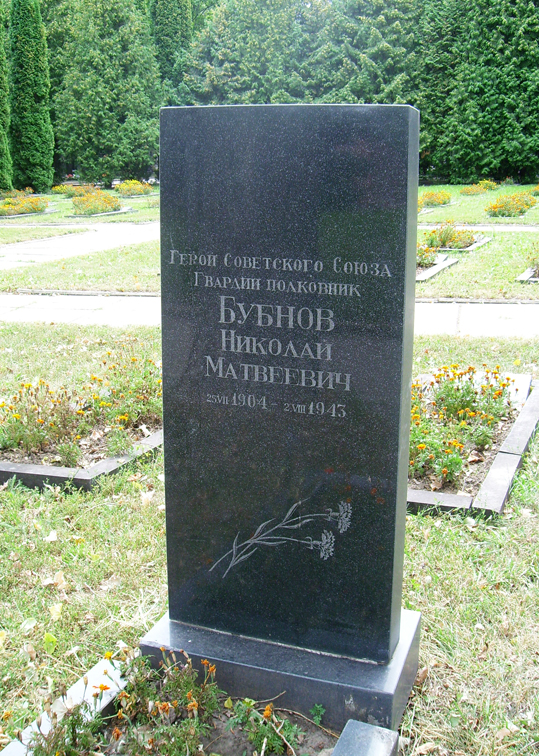 Герой Советского Союза
Гвардии полковник
Бубнов
Николай
Матвеевич
25 VII 1904 - 2. VIII 1943